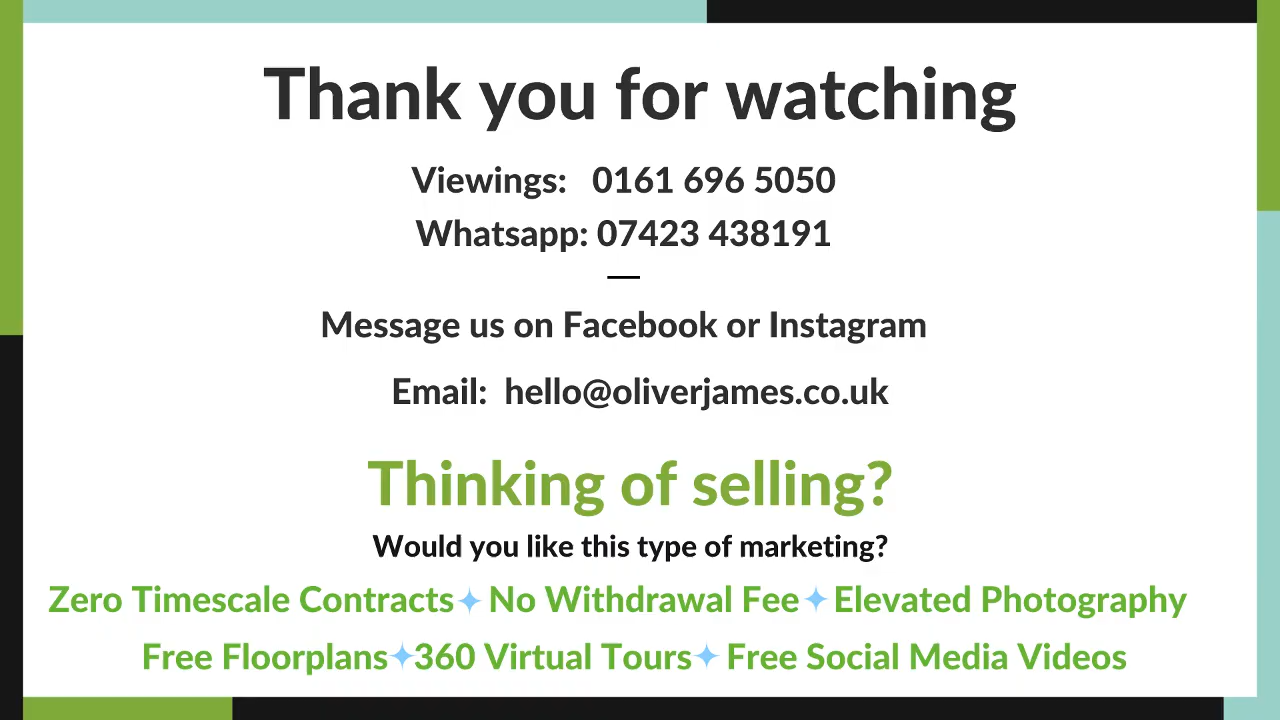 Thank you for watching
Viewings: 0161 696 5050
Whatsapp: 07423 438191
—
Message us on Facebook or Instagram
Email: hello@oliverjames.co.uk
Thinking of selling?
Would you like this type of marketing?
Zero Timescale Contracts✦ No Withdrawal Fee✦Elevated Photography
Free Floorplans✦360 Virtual Tours✦ Free Social Media Videos